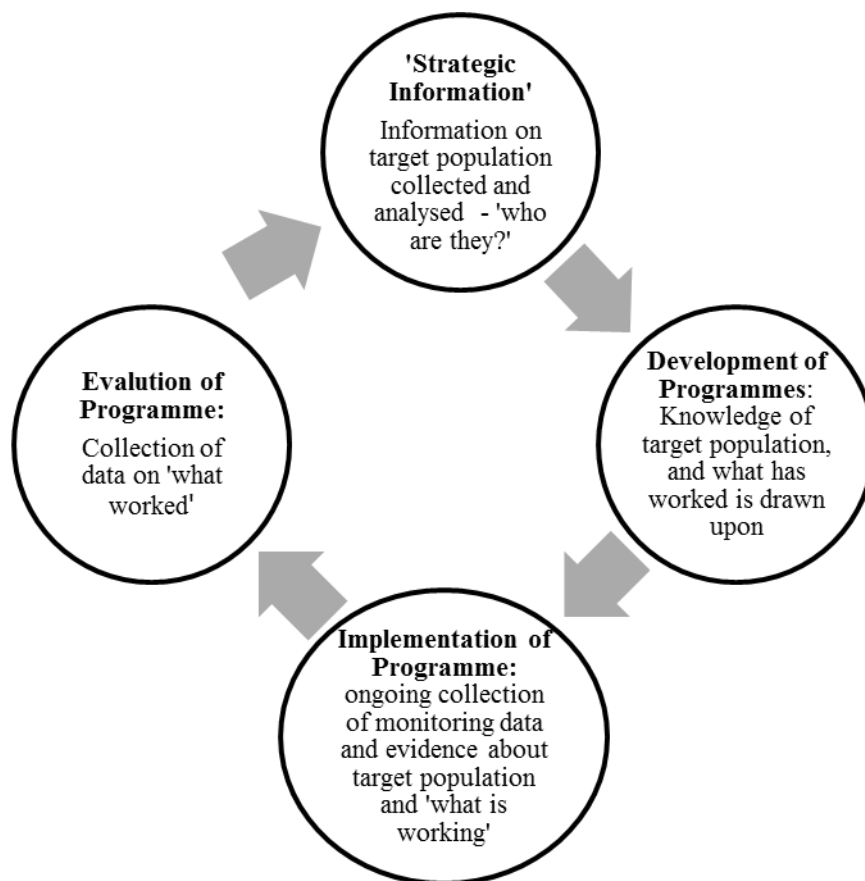 'Strategic
Information'
Information on
target population
collected and
analysed - 'who
are they?'
Development of
Programmes:
Knowledge of
target population,
and what has
worked is drawn
upon
Implementation of
Programme:
ongoing collection
of monitoring data
and evidence about
target population
and 'what is
working'
Evalution of
Programme:
Collection of
data on 'what
worked'